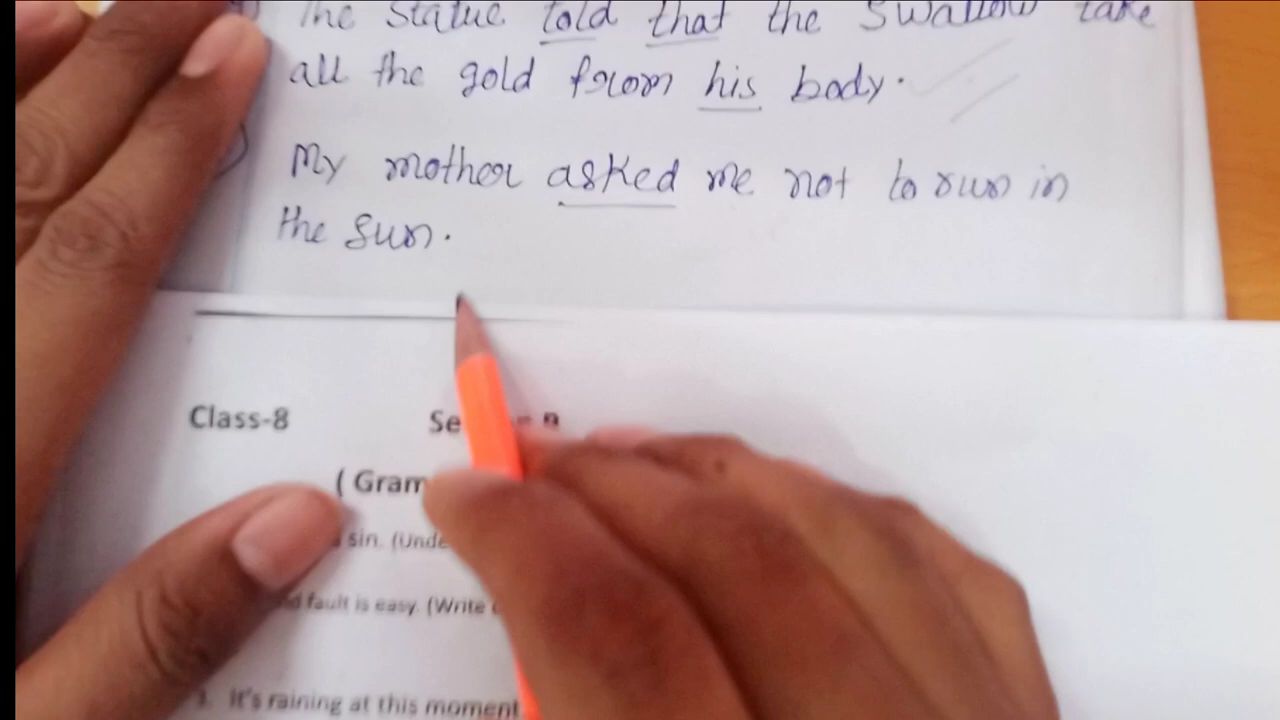 The Statue told that the Swallow take
all the gold from his body.
My mother asked me not to run in
the sun.
Class-8
( Gram
sin. (Unde
fault is easy. (Write
It's raining at this moment